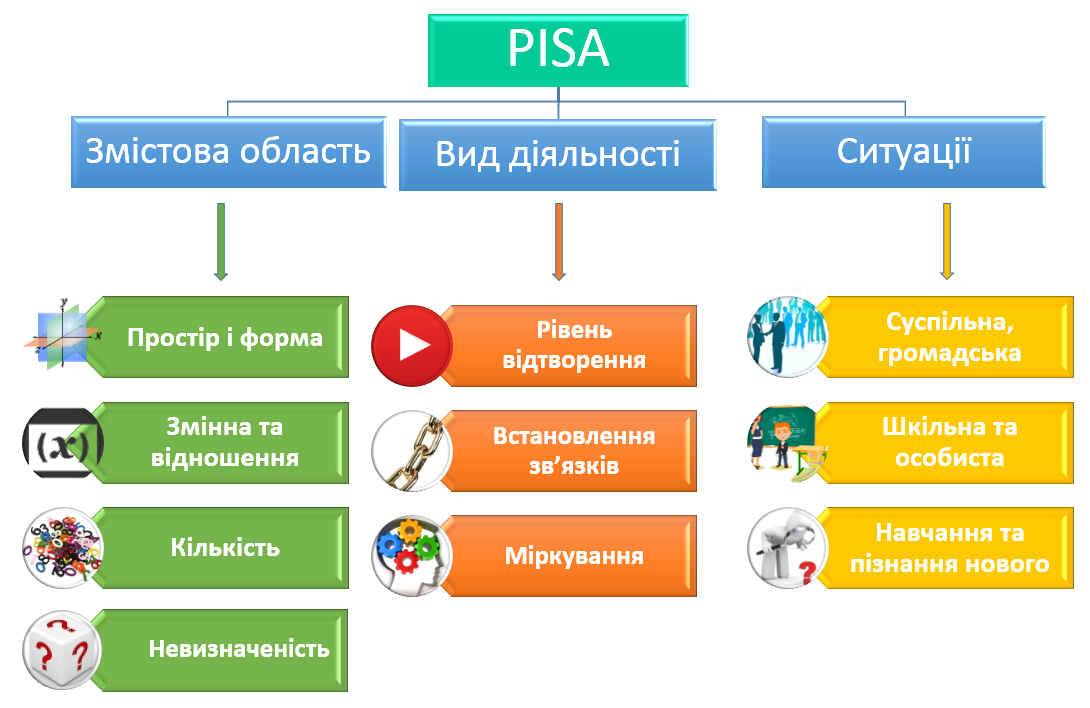 PISA
Змістова область
Вид діяльності
Ситуації
Простір і форма
Змінна та
відношення
Кількість
Невизначеність
Рівень
відтворення
Встановлення
зв’язків
Міркування
Суспільна,
громадська
Шкільна та
особиста
Навчання та
пізнання нового
y
x
z
(x)
?
?
?
?